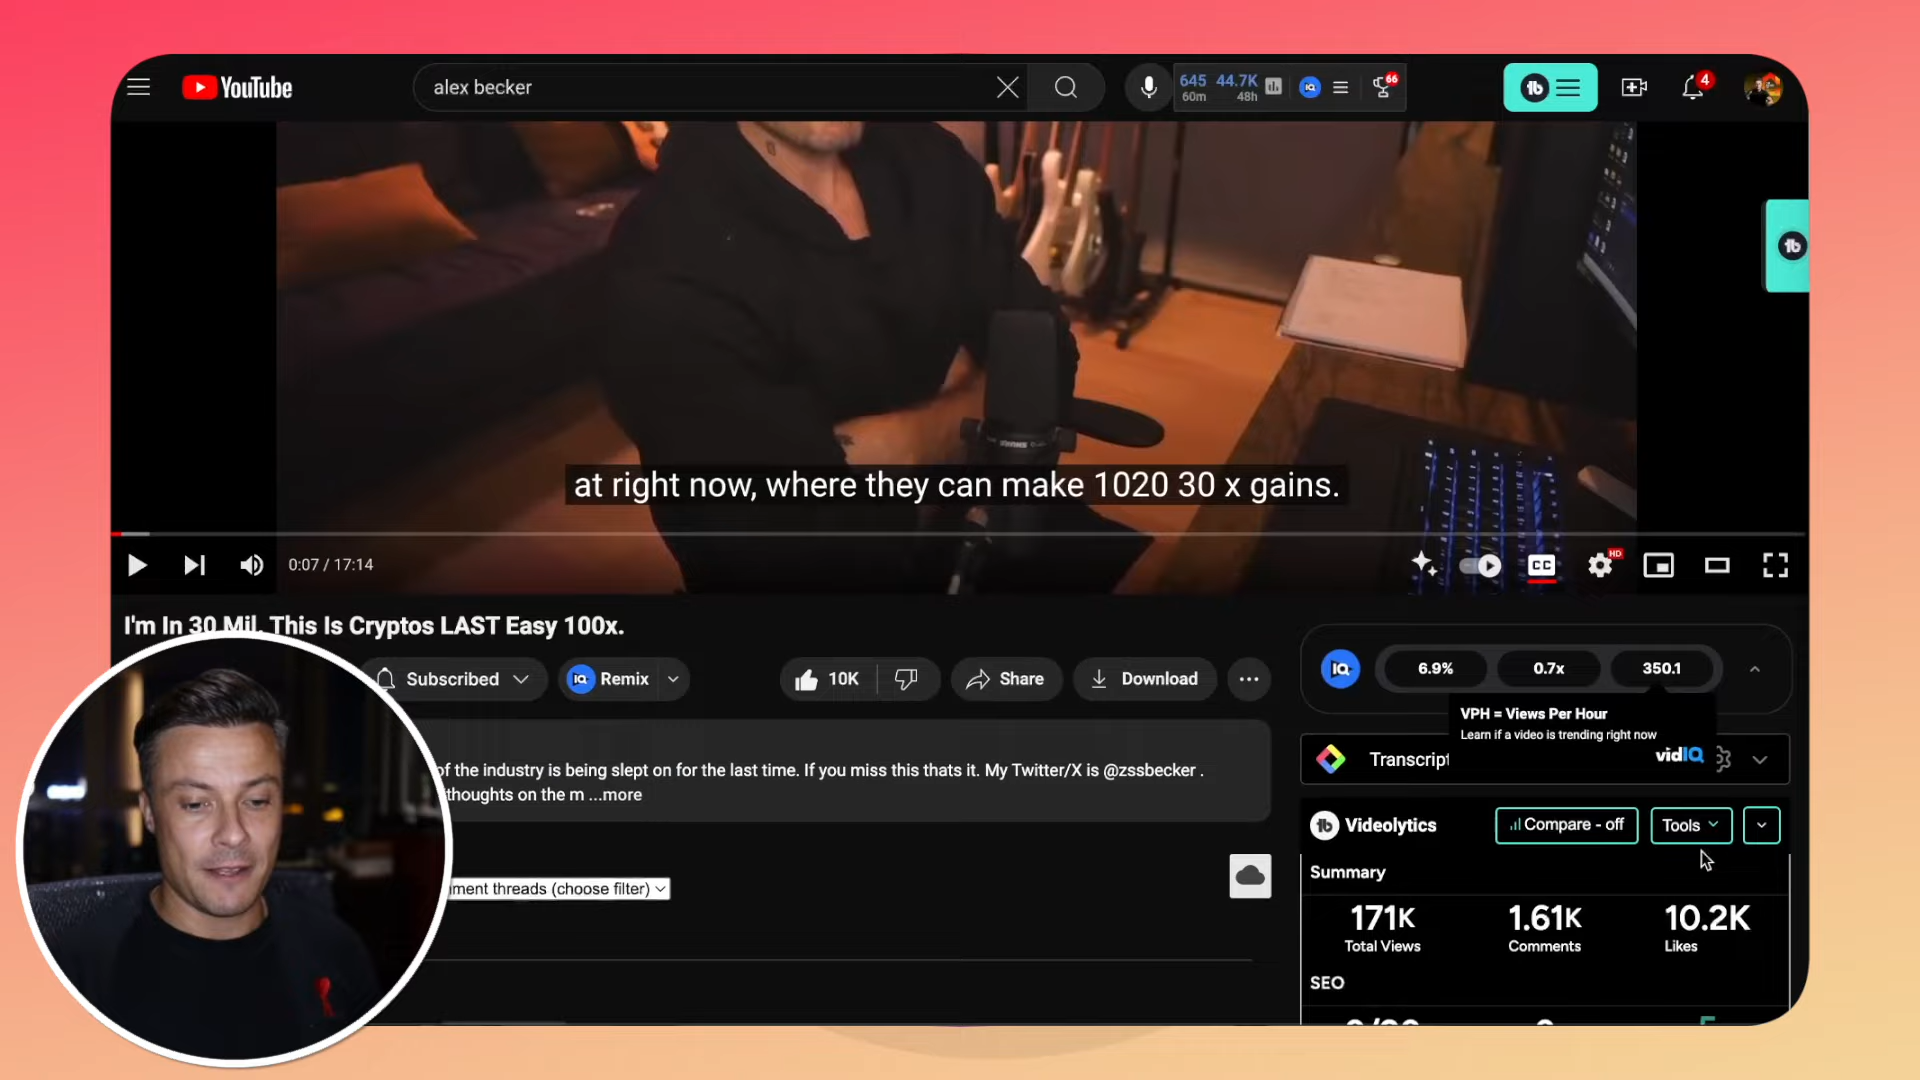 YouTube
alex becker
645 60m
44.7K 48h
66
4
at right now, where they can make 1020 30 x gains.
0:07 / 17:14
CC
HD
I'm In 30 Mil. This Is Cryptos LAST Easy 100x.
Subscribed
Remix
10K
Share
Download
6.9%
0.7x
350.1
VPH = Views Per Hour
Learn if a video is trending right now
vidIQ
of the industry is being slept on for the last time. If you miss this thats it. My Twitter/X is @zssbecker .
thoughts on the m ...more
Transcript
Videolytics
Compare - off
Tools
Summary
171K
1.61K
10.2K
Total Views
Comments
Likes
threads (choose filter)
SEO